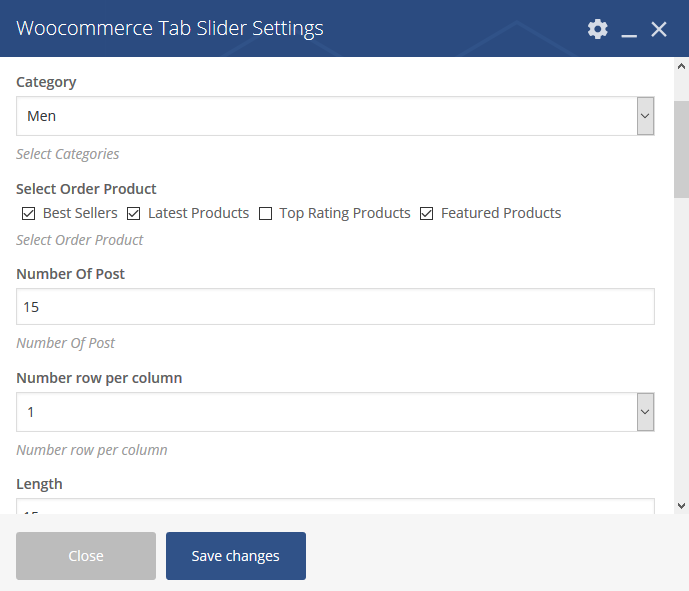 Woocommerce Tab Slider Settings
Category
Men
Select Categories
Select Order Product
Best Sellers Latest Products Top Rating Products Featured Products
Select Order Product
Number Of Post
15
Number Of Post
Number row per column
1
Number row per column
Length
15
Close Save changes